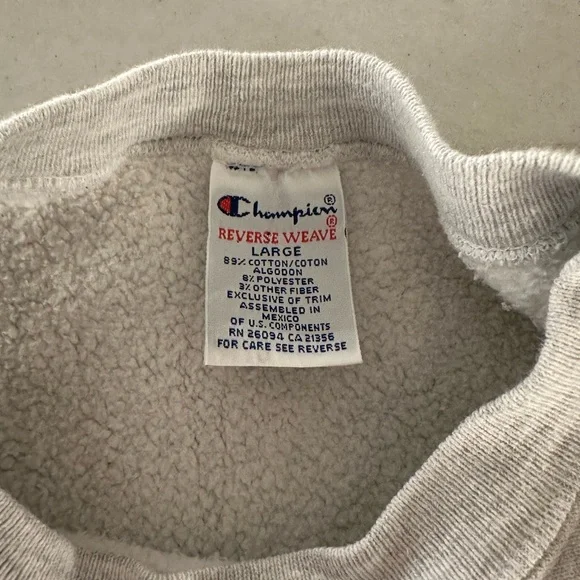 Champion®
REVERSE WEAVE®
LARGE
89% COTTON/COTON
ALGODON
8% POLYESTER
3% OTHER FIBER
EXCLUSIVE OF TRIM
ASSEMBLED IN
MEXICO
OF U.S. COMPONENTS
RN 26094 CA 21356
FOR CARE SEE REVERSE